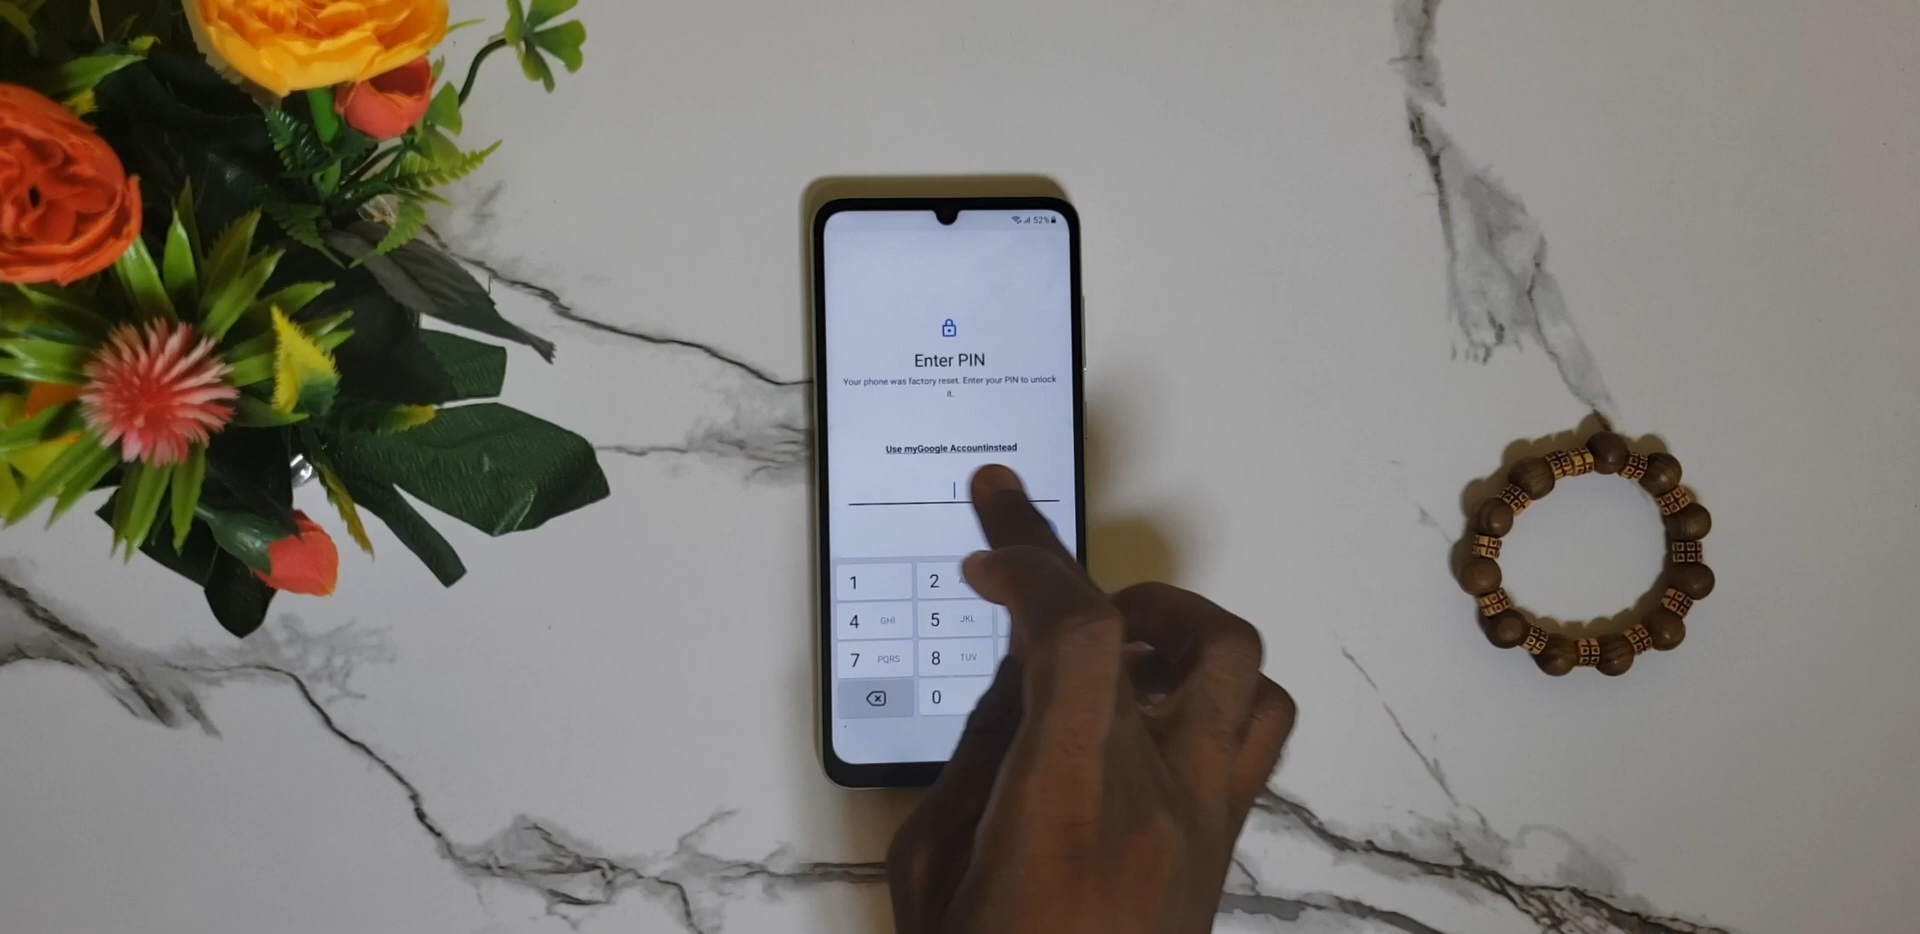 52%
Enter PIN
Your phone was factory reset. Enter your PIN to unlock
it.
Use myGoogle Accountinstead
1
2
4 GHI
5 JKL
7 PQRS
8 TUV
0